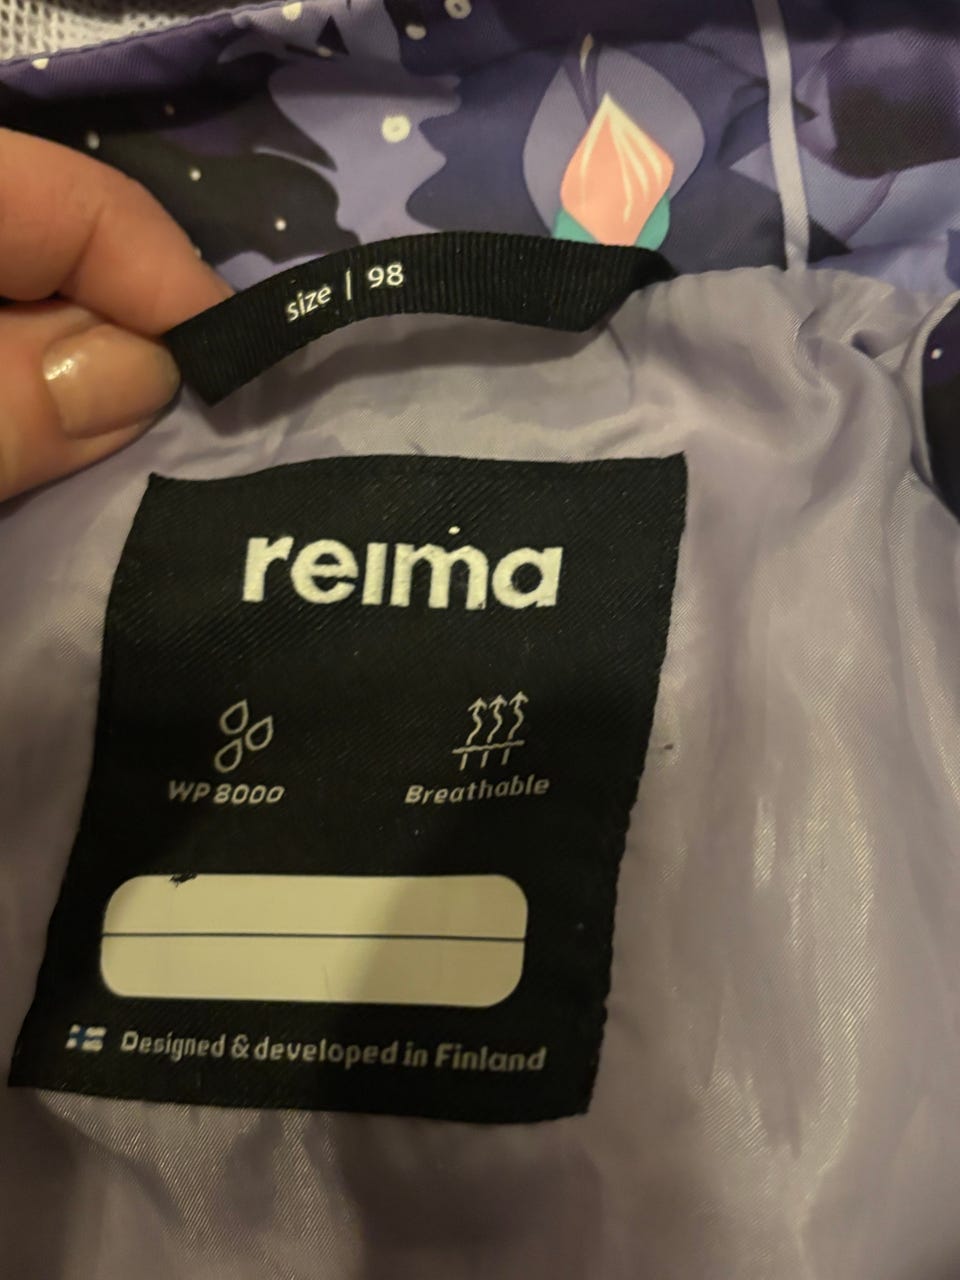 size | 98
reima
WP 8000
Breathable
Designed & developed in Finland